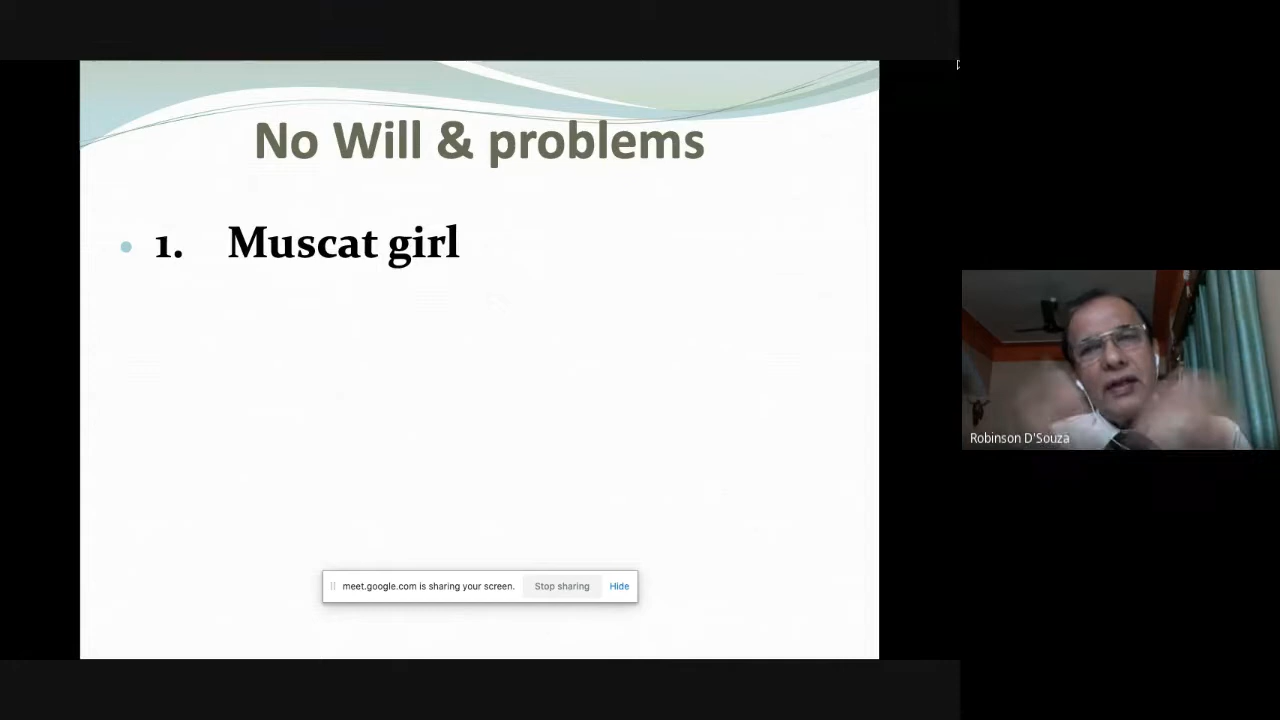 No Will & problems
• 1. Muscat girl
meet.google.com is sharing your screen. Stop sharing Hide
Robinson D'Souza